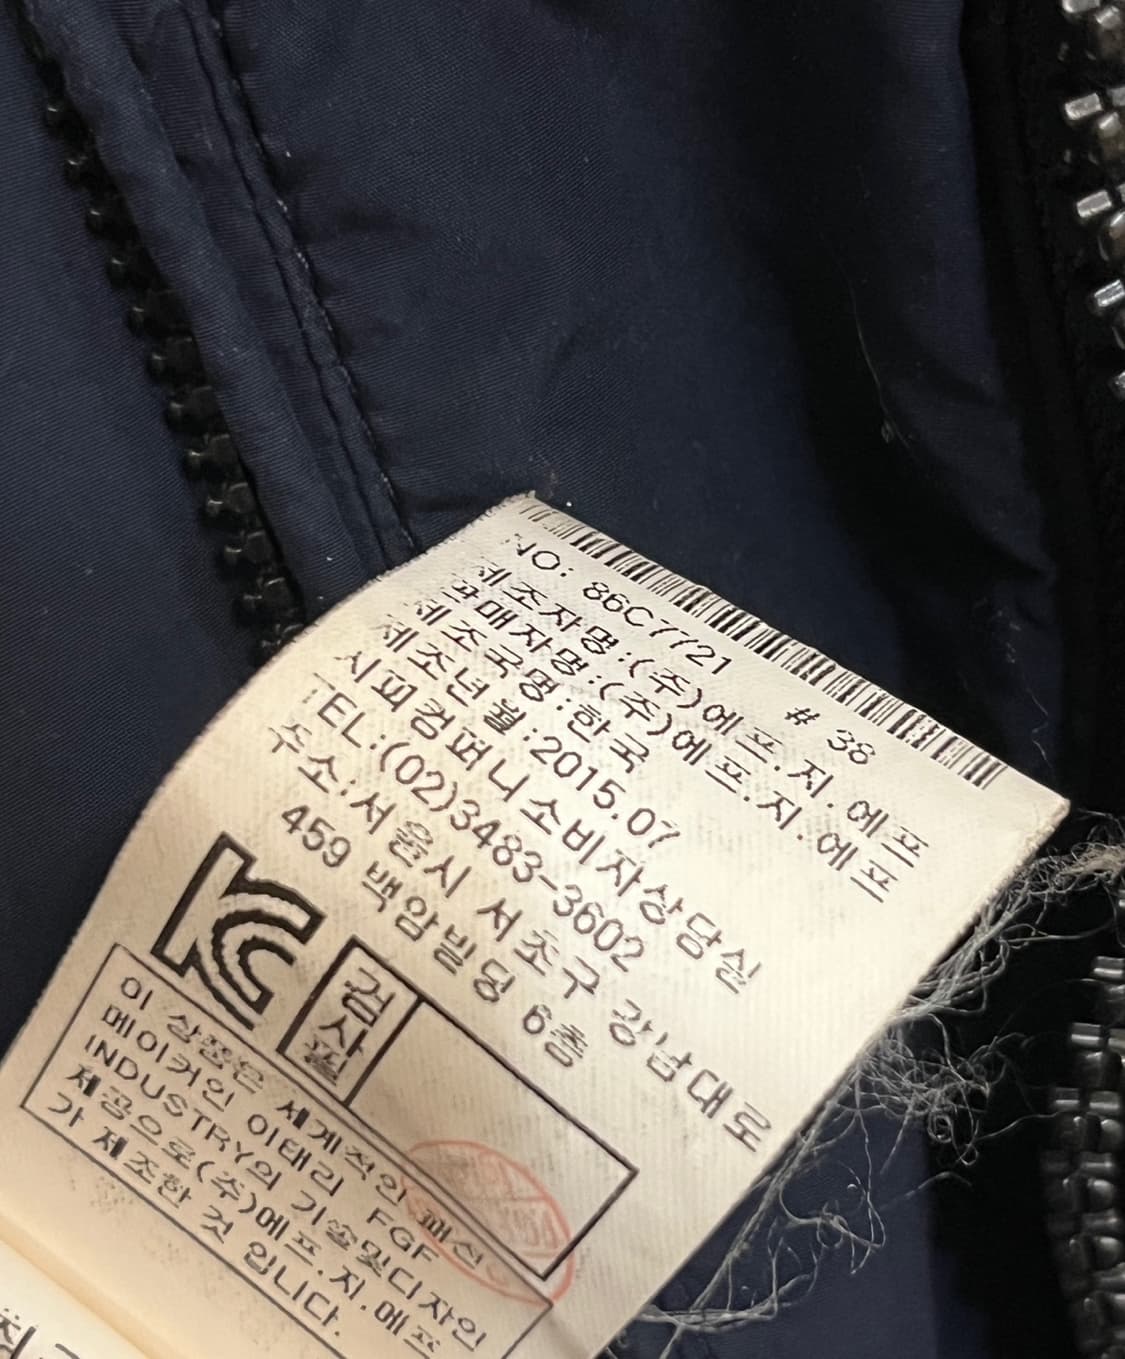 NO: 86C7721 # 38
제조자명:(주)에프.지.에프
판매자명:(주)에프.지.에프
제조국명:한국
제조년월:2015.07
시피컴퍼니소비자상담실
TEL:(02)3483-3602
주소:서울시 서초구 강남대로
459 백암빌딩 6층
KC
검사필
이 상품은 세계적인 패션
메이커인 이태리 FGF
INDUSTRY의 기술및디자인
제공으로(주)에프.지.에프
가 제조한 것 입니다.